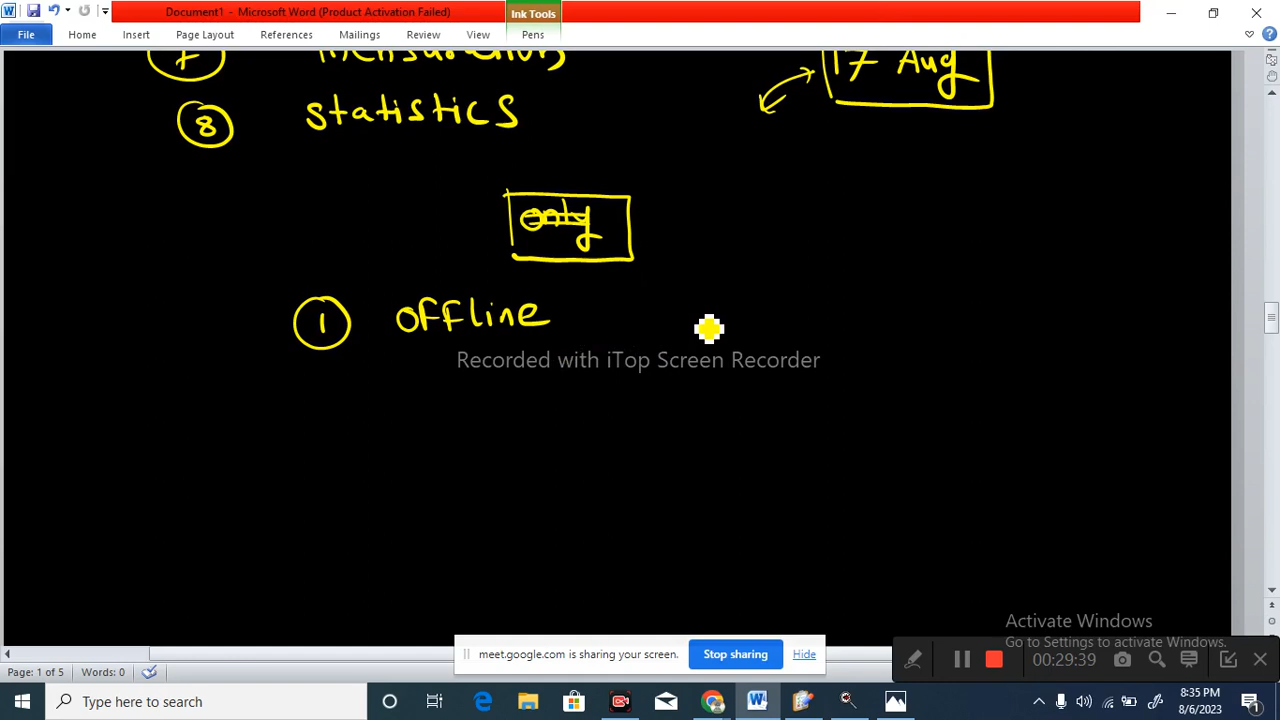 Document1 - Microsoft Word (Product Activation Failed)
Ink Tools
File Home Insert Page Layout References Mailings Review View Pens
7
17 Aug
8 statistics
only
1 offline
Recorded with iTop Screen Recorder
Activate Windows
Go to Settings to activate Windows.
meet.google.com is sharing your screen. Stop sharing Hide
00:29:39
Page: 1 of 5 Words: 0
Type here to search
8:35 PM
8/6/2023